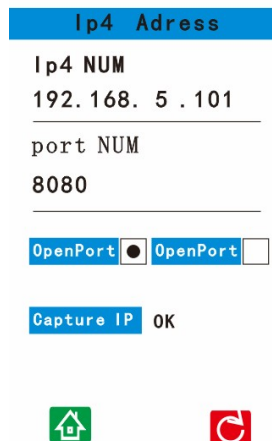 Ip4 Adress
Ip4 NUM
192.168. 5 .101
port NUM
8080
OpenPort OpenPort
Capture IP OK